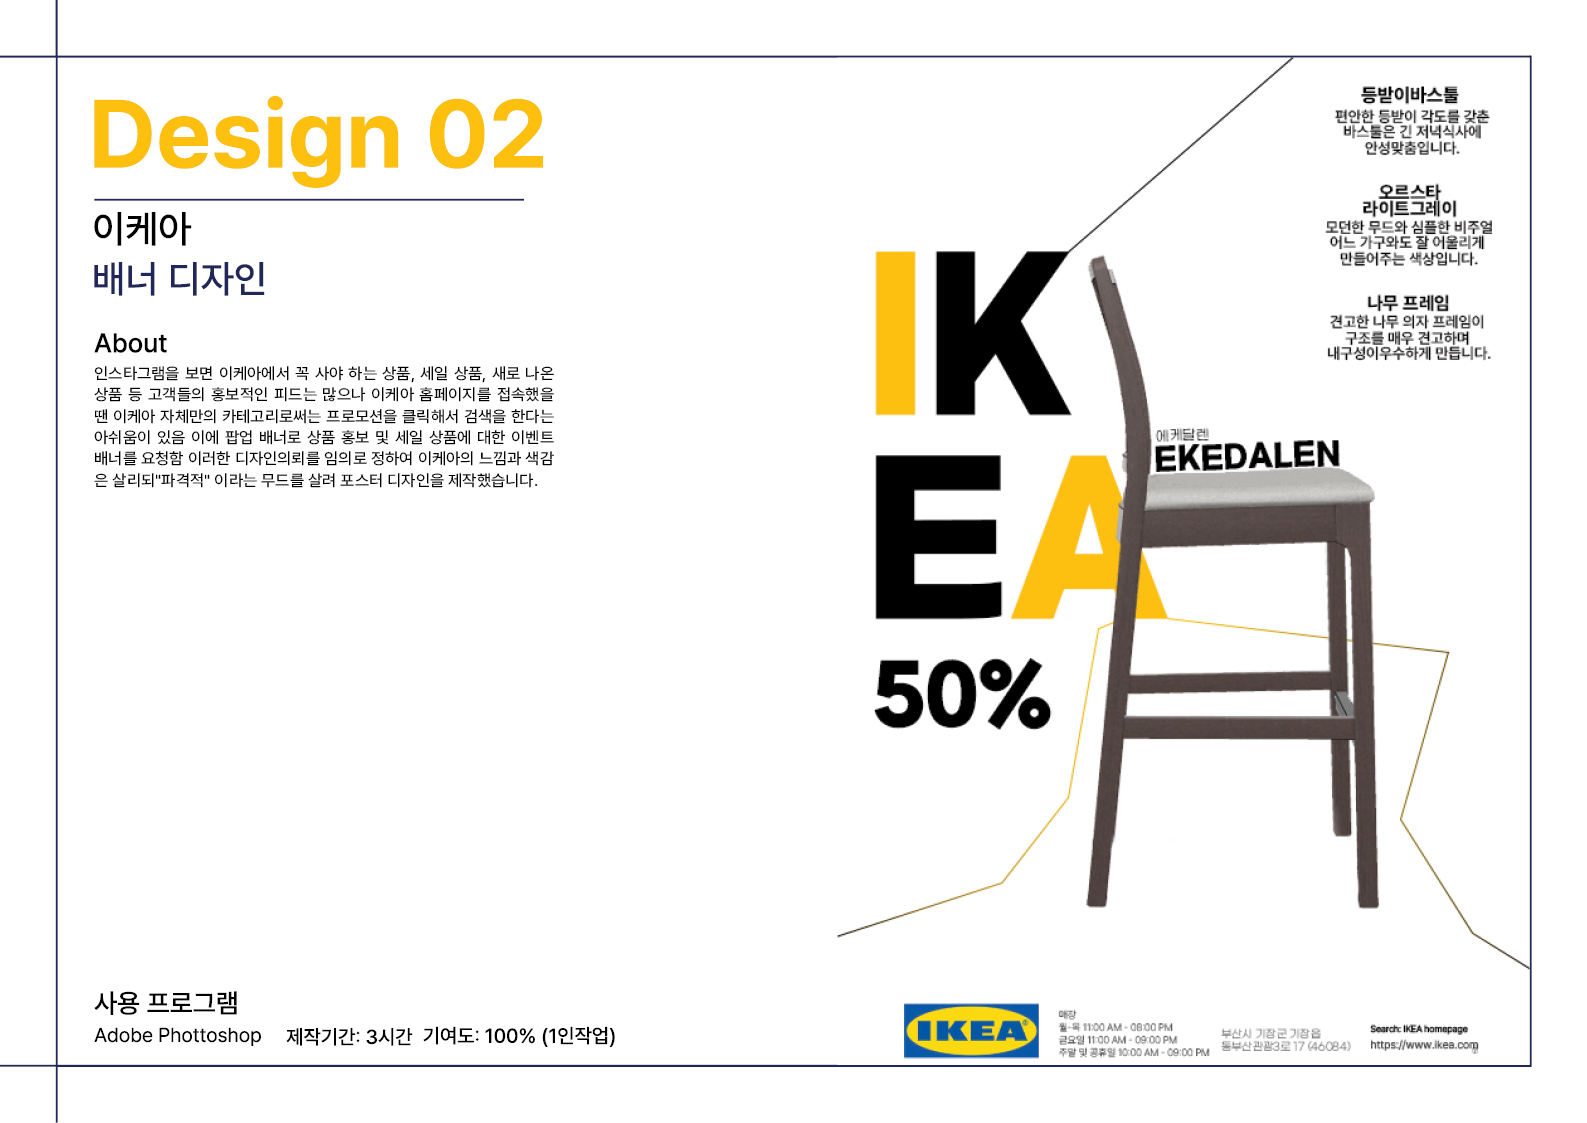 Design 02
이케아
배너 디자인
About
인스타그램을 보면 이케아에서 꼭 사야 하는 상품, 세일 상품, 새로 나온
상품 등 고객들의 홍보적인 피드는 많으나 이케아 홈페이지를 접속했을
땐 이케아 자체만의 카테고리로써는 프로모션을 클릭해서 검색을 한다는
아쉬움이 있음 이에 팝업 배너로 상품 홍보 및 세일 상품에 대한 이벤트
배너를 요청함 이러한 디자인의뢰를 임의로 정하여 이케아의 느낌과 색감
은 살리되"파격적" 이라는 무드를 살려 포스터 디자인을 제작했습니다.
사용 프로그램
Adobe Phottoshop 제작기간: 3시간 기여도: 100% (1인작업)
등받이바스툴
편안한 등받이 각도를 갖춘
바스툴은 긴 저녁식사에
안성맞춤입니다.
오르스타
라이트그레이
모던한 무드와 심플한 비주얼
어느 가구와도 잘 어울리게
만들어주는 색상입니다.
나무 프레임
견고한 나무 의자 프레임이
구조를 매우 견고하며
내구성이우수하게 만듭니다.
IK
EA
에케달렌
EKEDALEN
50%
IKEA
매장
월-목 11:00 AM - 08:00 PM
금요일 11:00 AM - 09:00 PM
주말 및 공휴일 10:00 AM - 09:00 PM
부산시 기장군 기장읍
동부산관광3로 17 (46084)
Search: IKEA homepage
https://www.ikea.com